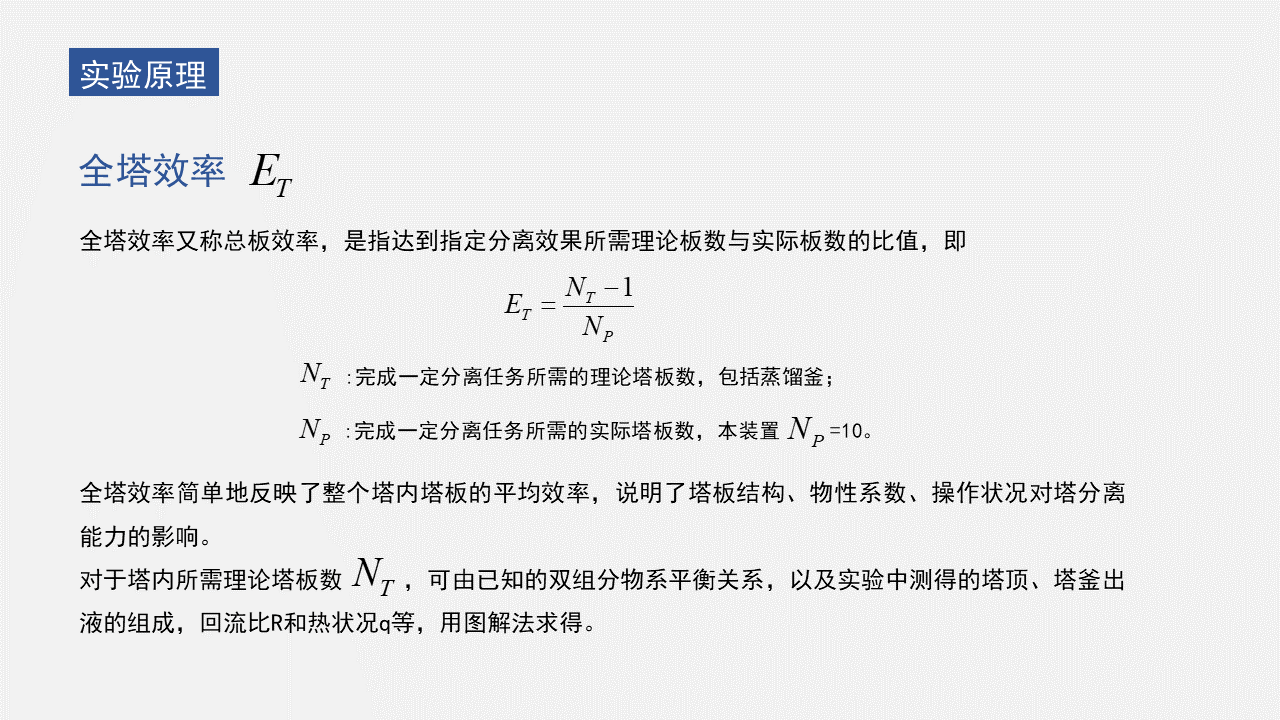 实验原理
全塔效率 E_T
全塔效率又称总板效率，是指达到指定分离效果所需理论板数与实际板数的比值，即
E_T = (N_T − 1) / N_P
N_T :完成一定分离任务所需的理论塔板数，包括蒸馏釜；
N_P :完成一定分离任务所需的实际塔板数，本装置 N_P =10。
全塔效率简单地反映了整个塔内塔板的平均效率，说明了塔板结构、物性系数、操作状况对塔分离
能力的影响。
对于塔内所需理论塔板数 N_T ，可由已知的双组分物系平衡关系，以及实验中测得的塔顶、塔釜出
液的组成，回流比R和热状况q等，用图解法求得。